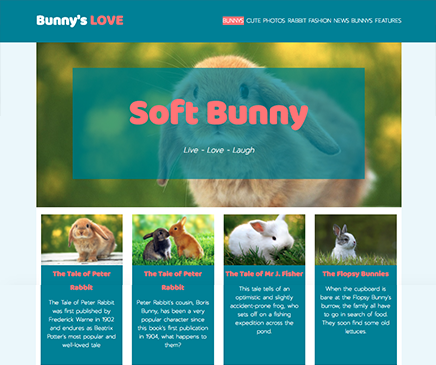 Bunny's LOVE
BUNNYS CUTE PHOTOS RABBIT FASHION NEWS BUNNYS FEATURES
Soft Bunny
Live - Love - Laugh
The Tale of Peter
Rabbit
The Tale of Peter Rabbit
was first published by
Frederick Warne in 1902
and endures as Beatrix
Potter's most popular and
well-loved tale
The Tale of Peter
Rabbit
Peter Rabbit's cousin, Boris
Bunny, has been a very
popular character since
this book's first publication
in 1904, what happens to
them?
The Tale of Mr J. Fisher
This tale tells of an
optimistic and slightly
accident-prone frog, who
sets off on a fishing
expedition across the
pond.
The Flopsy Bunnies
When the cupboard is
bare at the Flopy Bunny's
burrow, the family all have
to go in search of food.
They soon find some old
lettuces.